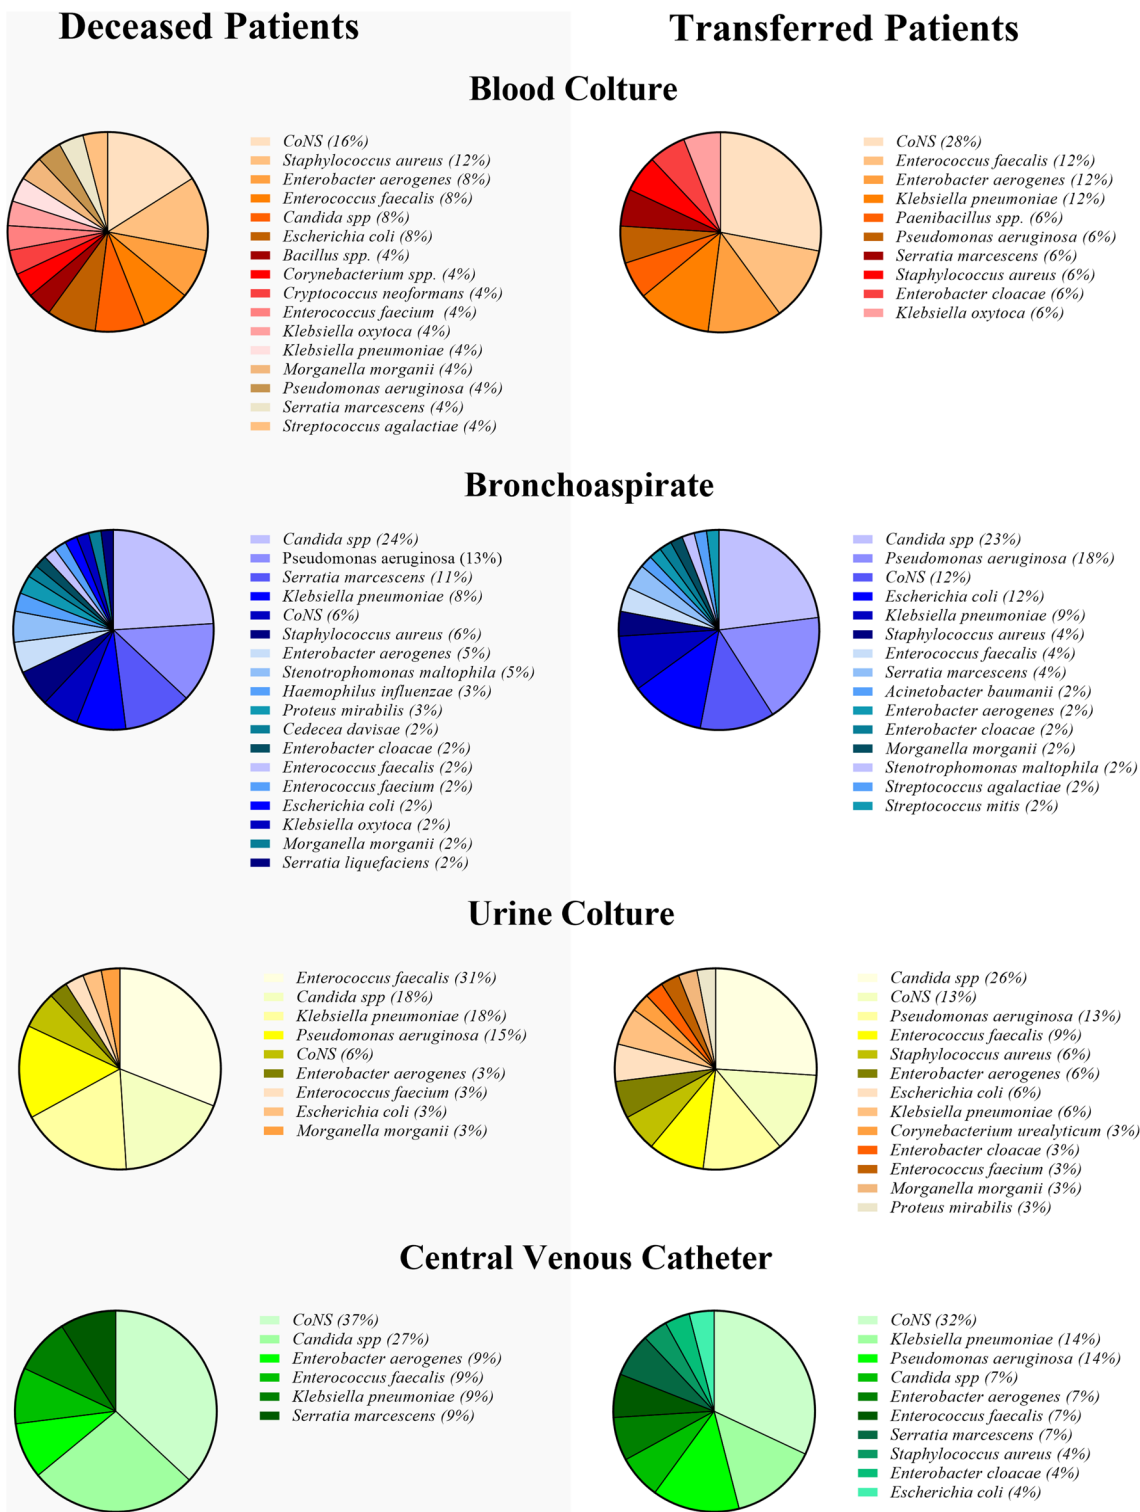 Deceased Patients
Transferred Patients
Blood Colture
CoNS (16%)
Staphylococcus aureus (12%)
Enterobacter aerogenes (8%)
Enterococcus faecalis (8%)
Candida spp (8%)
Escherichia coli (8%)
Bacillus spp. (4%)
Corynebacterium spp. (4%)
Cryptococcus neoformans (4%)
Enterococcus faecium (4%)
Klebsiella oxytoca (4%)
Klebsiella pneumoniae (4%)
Morganella morganii (4%)
Pseudomonas aeruginosa (4%)
Serratia marcescens (4%)
Streptococcus agalactiae (4%)
CoNS (28%)
Enterococcus faecalis (12%)
Enterobacter aerogenes (12%)
Klebsiella pneumoniae (12%)
Paenibacillus spp. (6%)
Pseudomonas aeruginosa (6%)
Serratia marcescens (6%)
Staphylococcus aureus (6%)
Enterobacter cloacae (6%)
Klebsiella oxytoca (6%)
Bronchoaspirate
Candida spp (24%)
Pseudomonas aeruginosa (13%)
Serratia marcescens (11%)
Klebsiella pneumoniae (8%)
CoNS (6%)
Staphylococcus aureus (6%)
Enterobacter aerogenes (5%)
Stenotrophomonas maltophila (5%)
Haemophilus influenzae (3%)
Proteus mirabilis (3%)
Cedecea davisae (2%)
Enterobacter cloacae (2%)
Enterococcus faecalis (2%)
Enterococcus faecium (2%)
Escherichia coli (2%)
Klebsiella oxytoca (2%)
Morganella morganii (2%)
Serratia liquefaciens (2%)
Candida spp (23%)
Pseudomonas aeruginosa (18%)
CoNS (12%)
Escherichia coli (12%)
Klebsiella pneumoniae (9%)
Staphylococcus aureus (4%)
Enterococcus faecalis (4%)
Serratia marcescens (4%)
Acinetobacter baumanii (2%)
Enterobacter aerogenes (2%)
Enterobacter cloacae (2%)
Morganella morganii (2%)
Stenotrophomonas maltophila (2%)
Streptococcus agalactiae (2%)
Streptococcus mitis (2%)
Urine Colture
Enterococcus faecalis (31%)
Candida spp (18%)
Klebsiella pneumoniae (18%)
Pseudomonas aeruginosa (15%)
CoNS (6%)
Enterobacter aerogenes (3%)
Enterococcus faecium (3%)
Escherichia coli (3%)
Morganella morganii (3%)
Candida spp (26%)
CoNS (13%)
Pseudomonas aeruginosa (13%)
Enterococcus faecalis (9%)
Staphylococcus aureus (6%)
Enterobacter aerogenes (6%)
Escherichia coli (6%)
Klebsiella pneumoniae (6%)
Corynebacterium urealyticum (3%)
Enterobacter cloacae (3%)
Enterococcus faecium (3%)
Morganella morganii (3%)
Proteus mirabilis (3%)
Central Venous Catheter
CoNS (37%)
Candida spp (27%)
Enterobacter aerogenes (9%)
Enterococcus faecalis (9%)
Klebsiella pneumoniae (9%)
Serratia marcescens (9%)
CoNS (32%)
Klebsiella pneumoniae (14%)
Pseudomonas aeruginosa (14%)
Candida spp (7%)
Enterobacter aerogenes (7%)
Enterococcus faecalis (7%)
Serratia marcescens (7%)
Staphylococcus aureus (4%)
Enterobacter cloacae (4%)
Escherichia coli (4%)